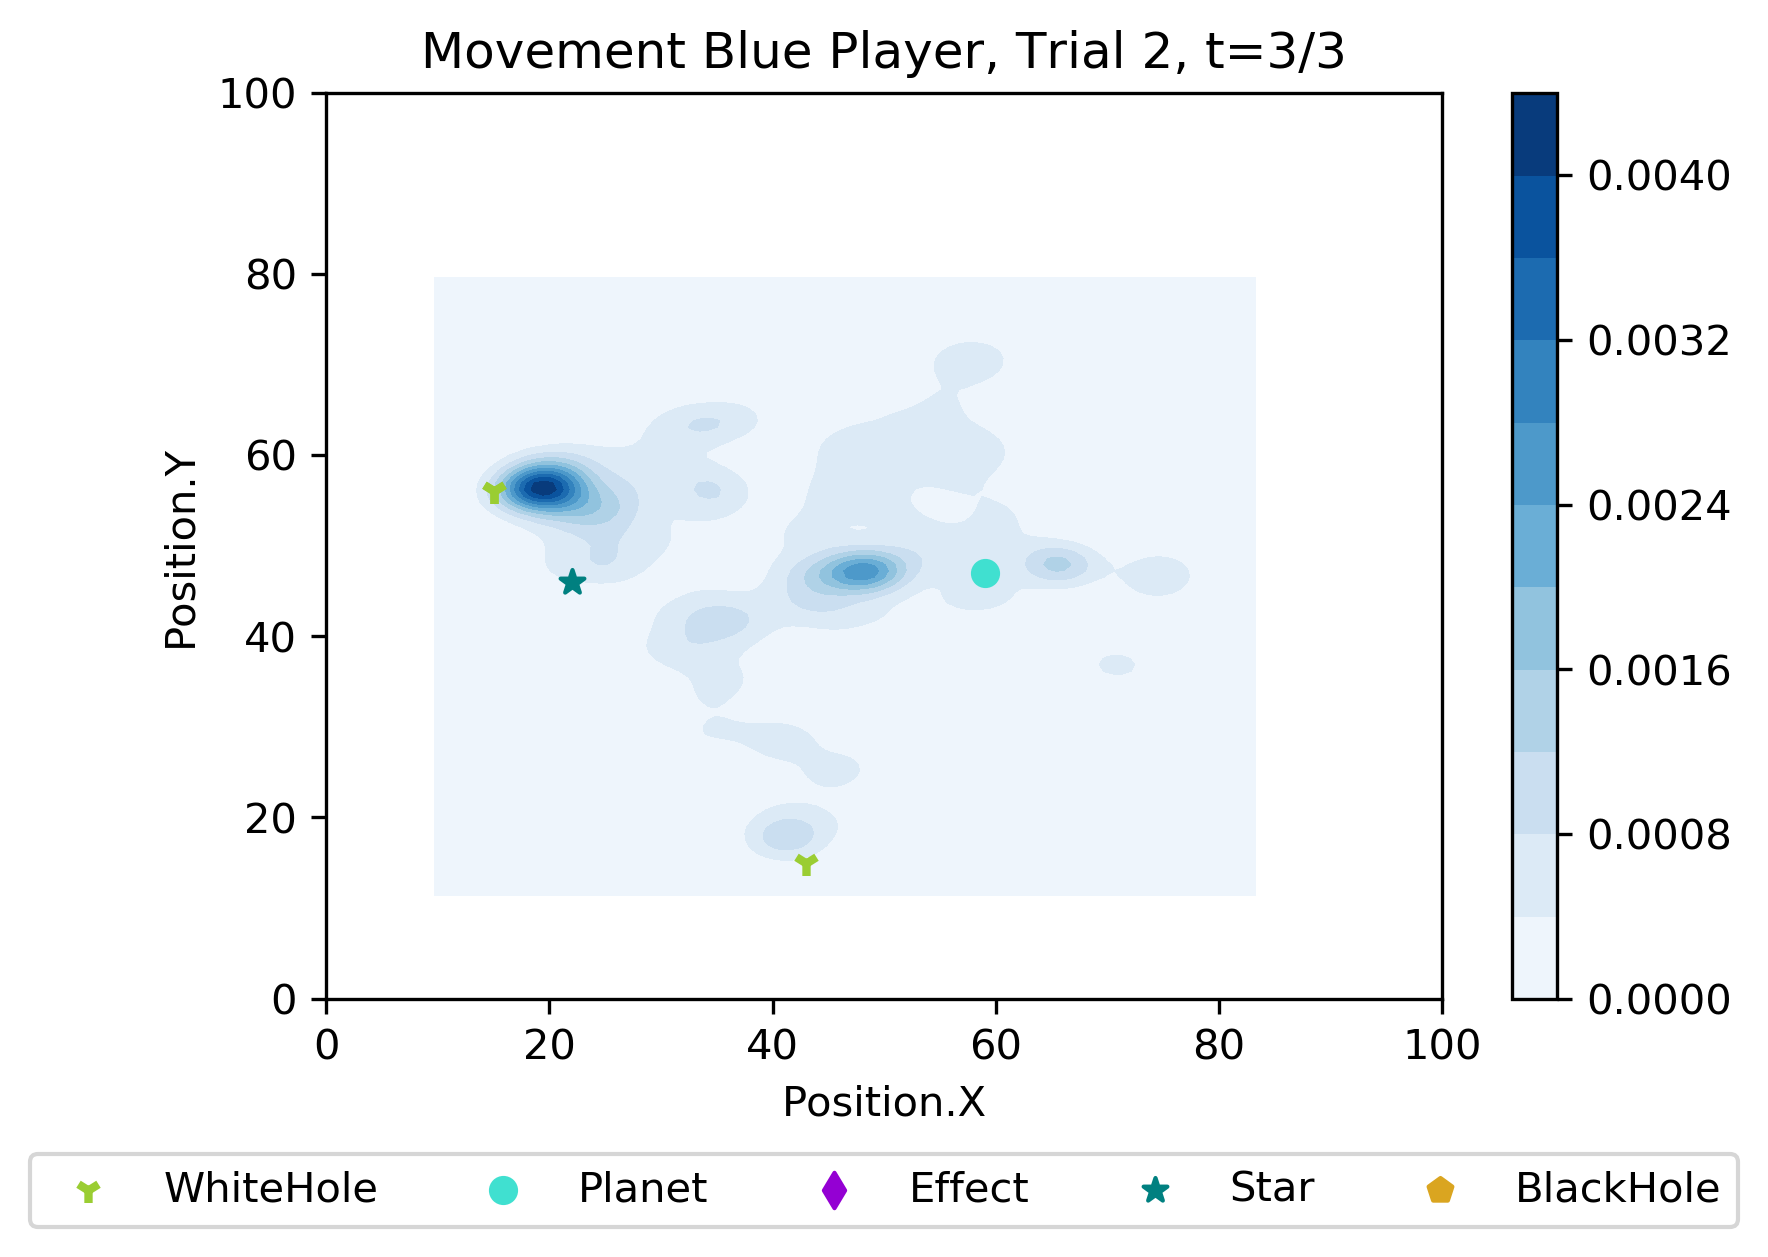 Movement Blue Player, Trial 2, t=3/3
100
80
60
40
20
0
Position.Y
0 20 40 60 80 100
Position.X
0.0040
0.0032
0.0024
0.0016
0.0008
0.0000
WhiteHole Planet Effect Star BlackHole